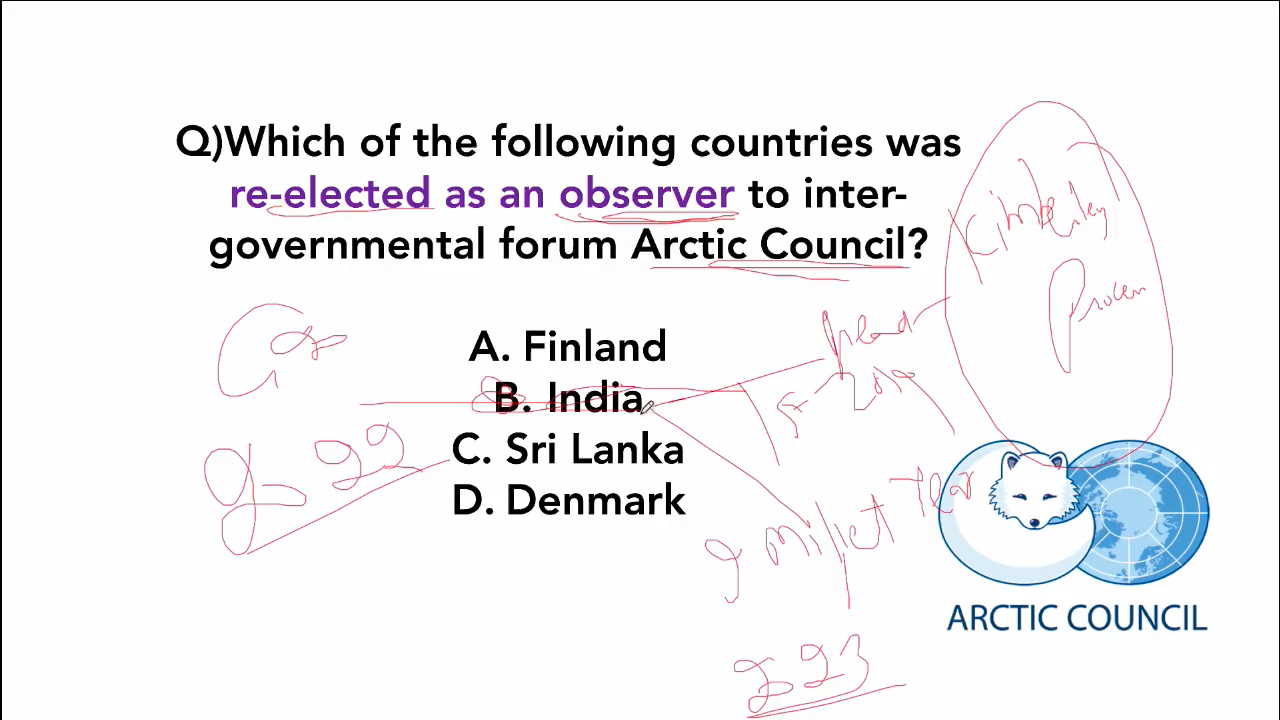 Q)Which of the following countries was
re-elected as an observer to inter-
governmental forum Arctic Council?
A. Finland
B. India
C. Sri Lanka
D. Denmark
Kimberley
Millet Year
ARCTIC COUNCIL